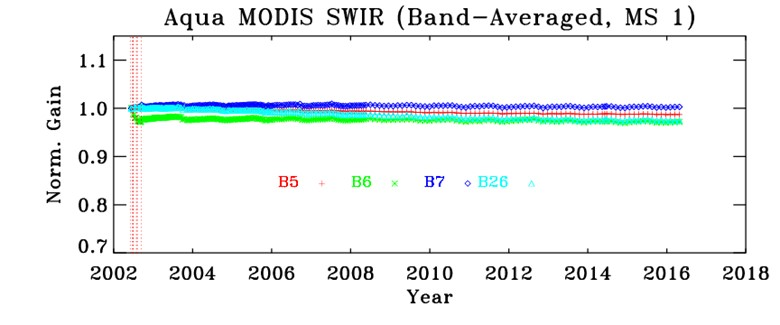 Aqua MODIS SWIR (Band-Averaged, MS 1)
Norm. Gain
1.1
1.0
0.9
0.8
0.7
B5 B6 B7 B26
2002 2004 2006 2008 2010 2012 2014 2016 2018
Year